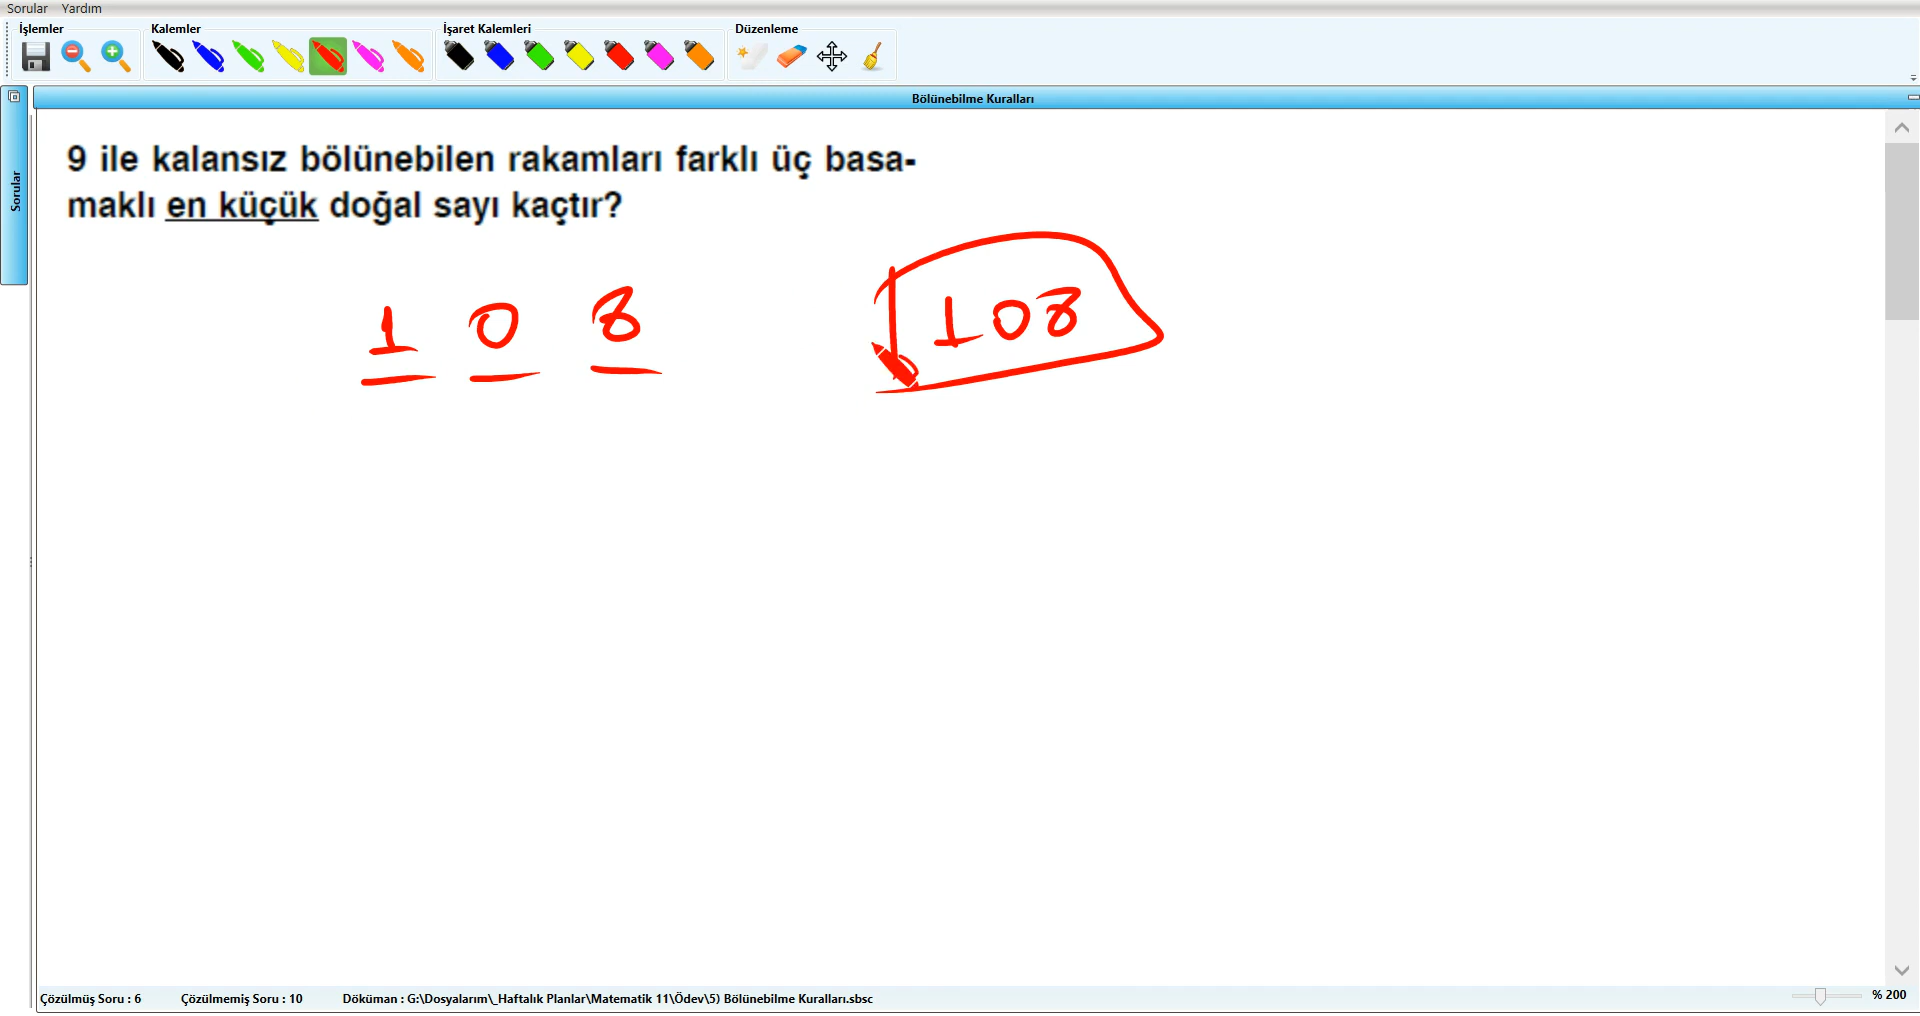 Sorular Yardım
İşlemler Kalemler İşaret Kalemleri Düzenleme
Bölünebilme Kuralları
Sorular
9 ile kalansız bölünebilen rakamları farklı üç basa-
maklı en küçük doğal sayı kaçtır?
1 0 8 108
Çözülmüş Soru : 6 Çözülmemiş Soru : 10 Döküman : G:\Dosyalarım\_Haftalık Planlar\Matematik 11\Ödev\5) Bölünebilme Kuralları.sbsc % 200